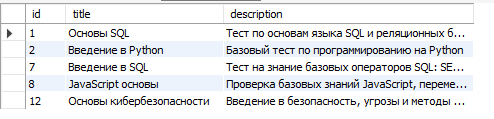 id title description
1 Основы SQL Тест по основам языка SQL и реляционных б...
2 Введение в Python Базовый тест по программированию на Python
7 Введение в SQL Тест на знание базовых операторов SQL: SE...
8 JavaScript основы Проверка базовых знаний JavaScript, переме...
12 Основы кибербезопасности Введение в безопасность, угрозы и методы ...